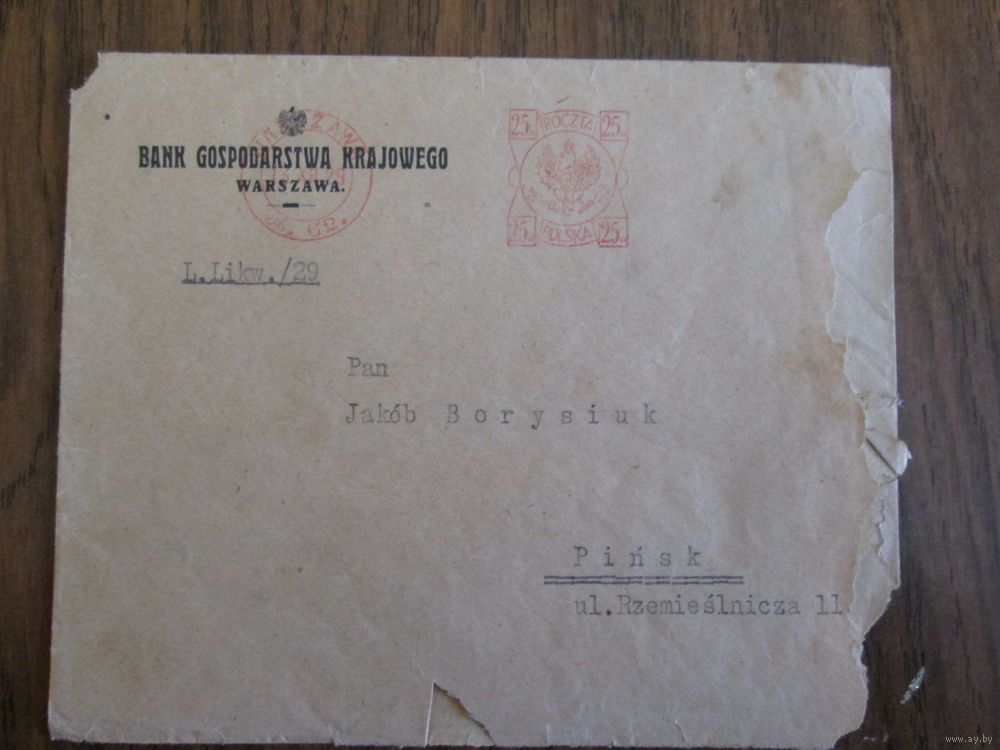 WARSZAWA
BANK GOSPODARSTWA KRAJOWEGO
WARSZAWA.
25 POCZTA 25
25 POLSKA 25
L.Likw./29
Pan
Jakób Borysiuk
Pińsk
ul.Rzemieślnicza 11
www.ay.by